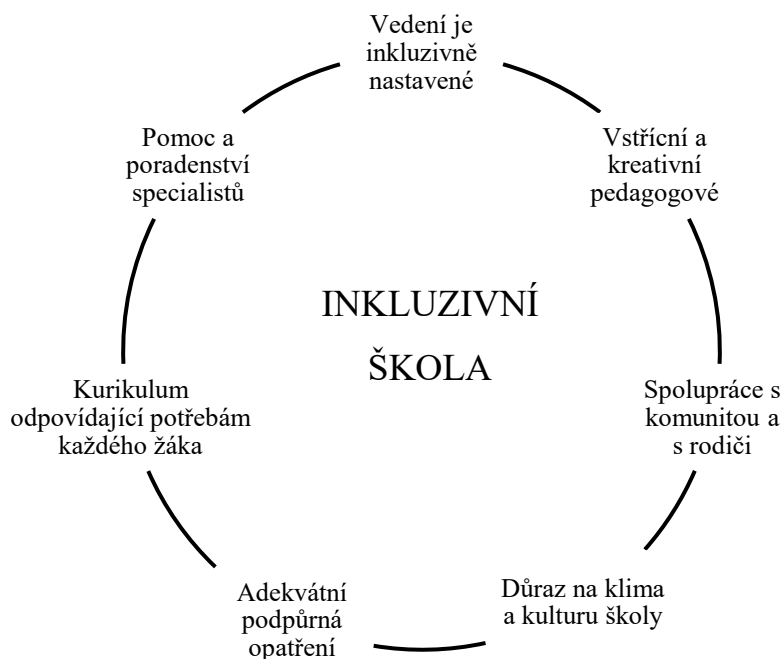 Vedení je
inkluzivně
nastavené
Vstřícní a
kreativní
pedagogové
Spolupráce s
komunitou a
s rodiči
Důraz na klima
a kulturu školy
Adekvátní
podpůrná
opatření
Kurikulum
odpovídající potřebám
každého žáka
Pomoc a
poradenství
specialistů
INKLUZIVNÍ
ŠKOLA